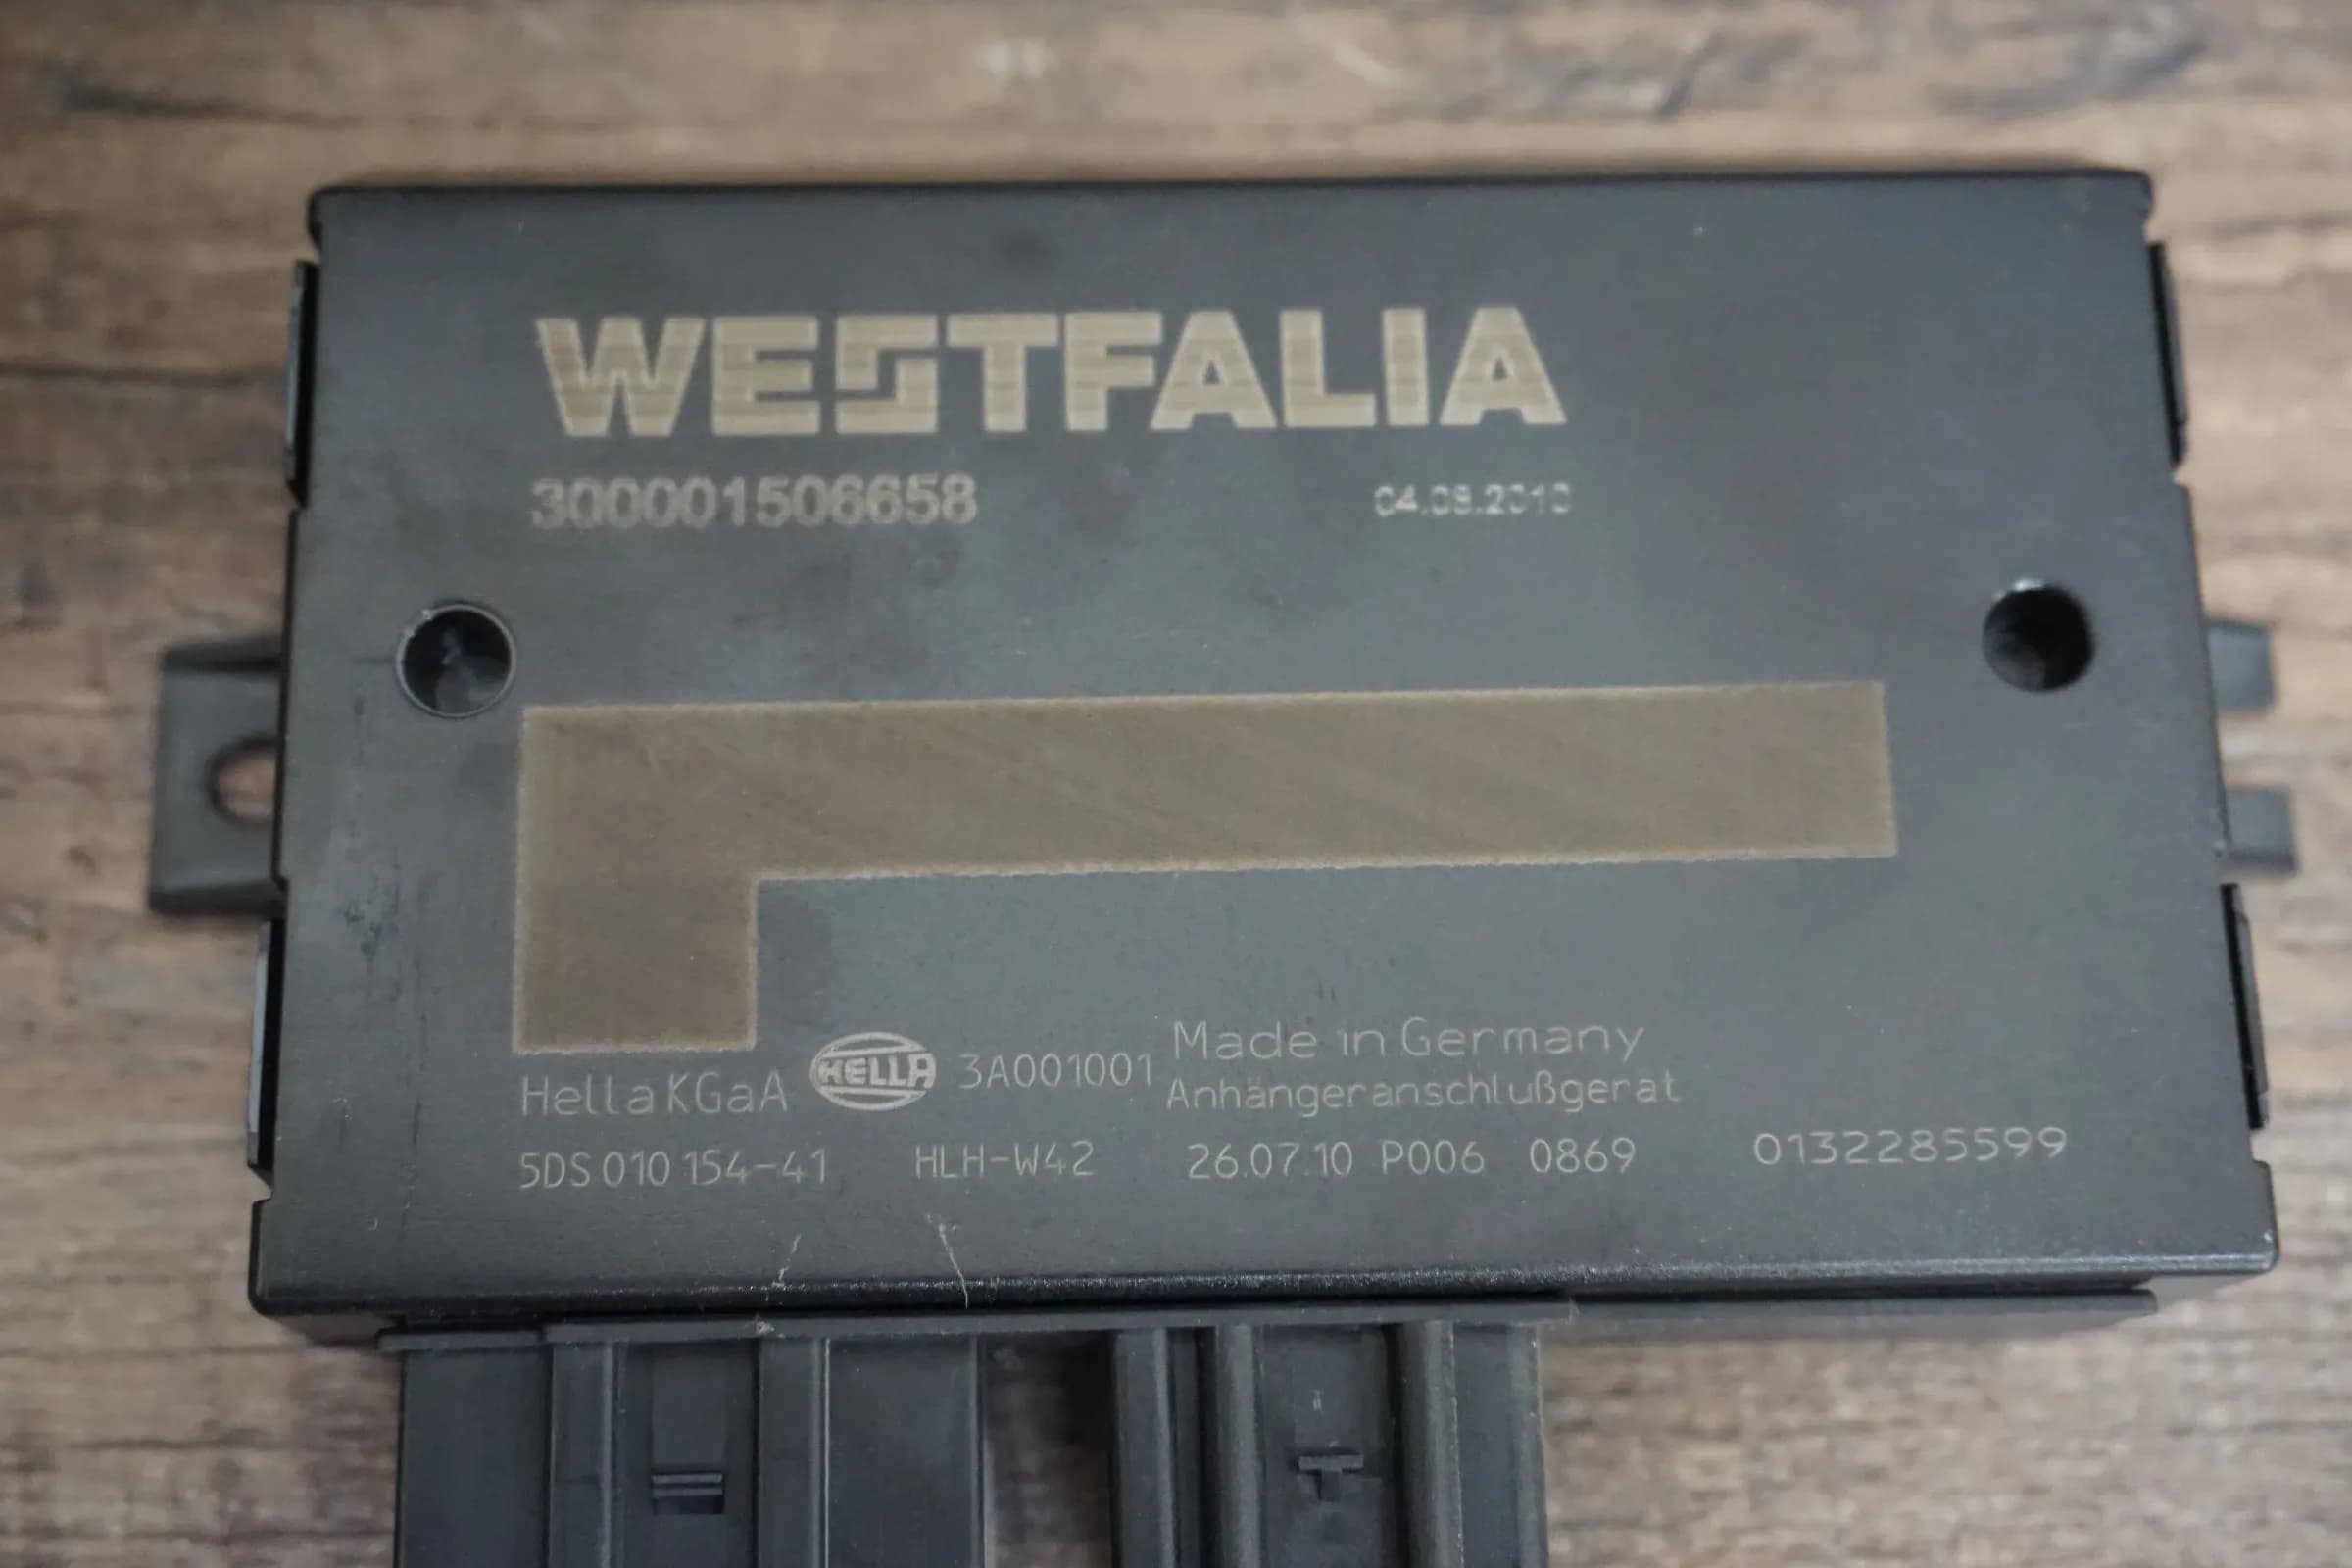 WESTFALIA
300001506658 04.08.2010
Made in Germany
Hella KGaA HELLA 3A001001 Anhängeranschlußgerät
5DS 010 154-41 HLH-W42 26.07.10 P006 0869 0132285599